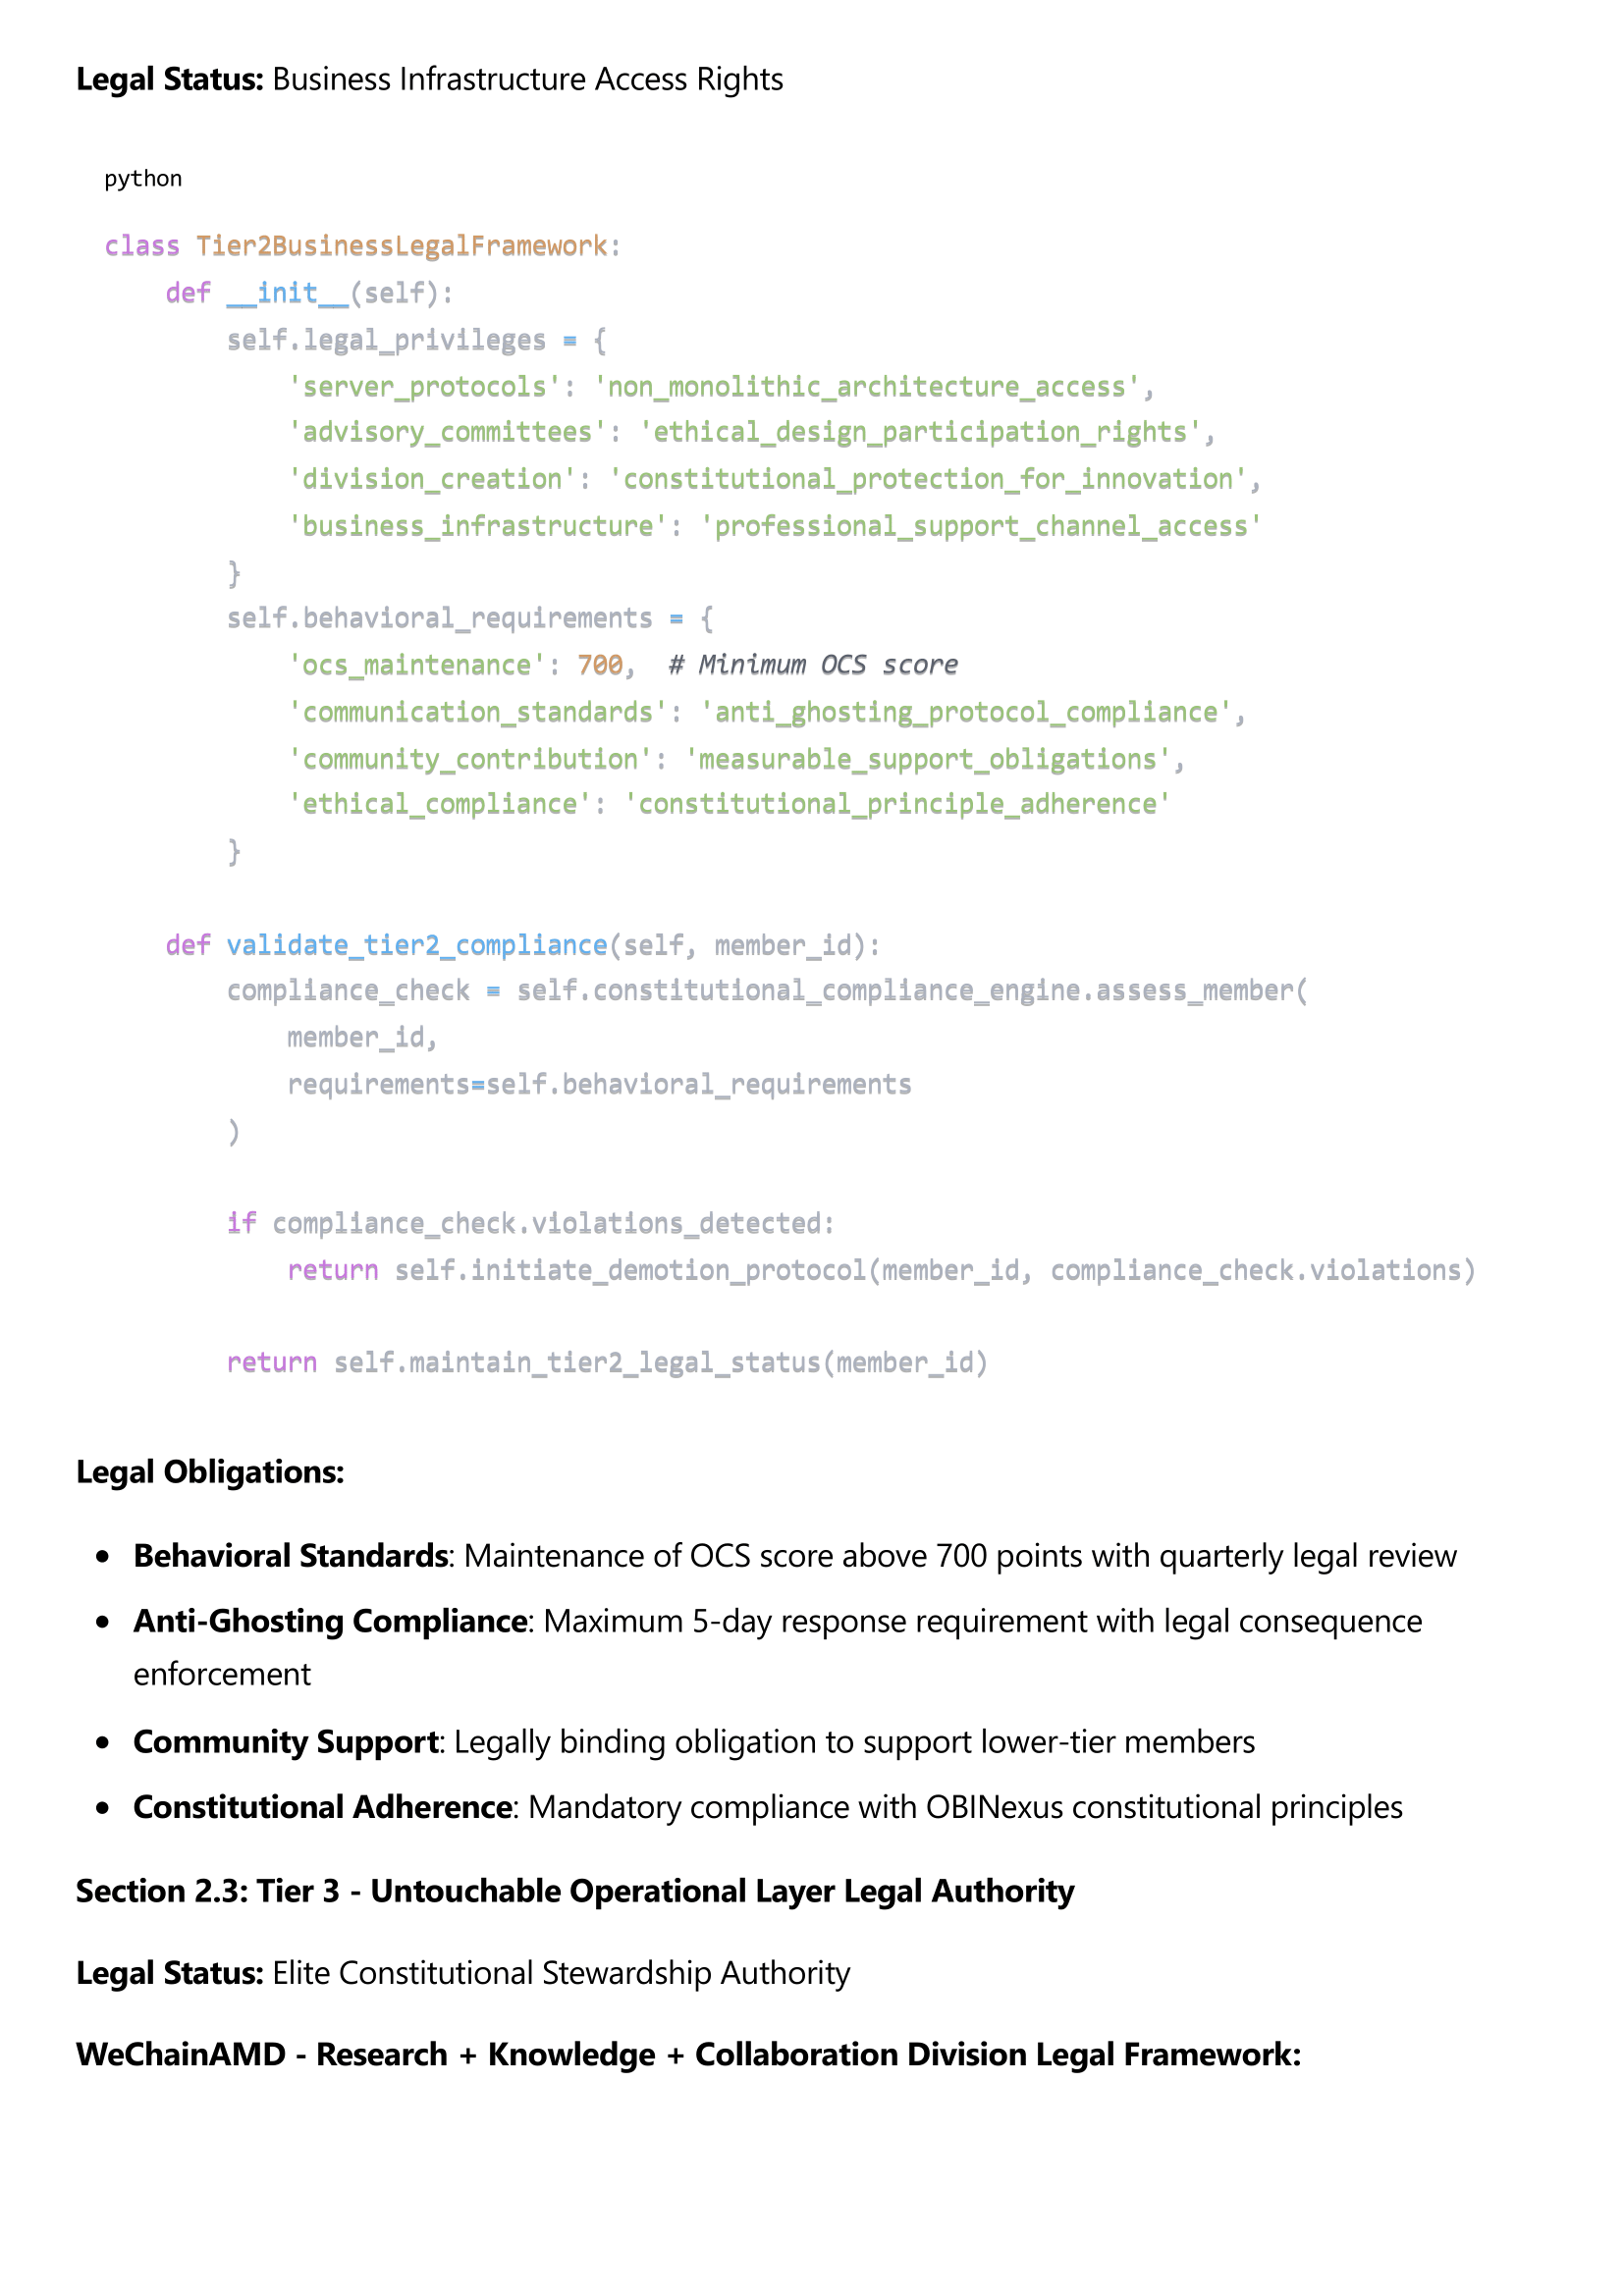 Legal Status: Business Infrastructure Access Rights
python
class Tier2BusinessLegalFramework:
    def __init__(self):
        self.legal_privileges = {
            'server_protocols': 'non_monolithic_architecture_access',
            'advisory_committees': 'ethical_design_participation_rights',
            'division_creation': 'constitutional_protection_for_innovation',
            'business_infrastructure': 'professional_support_channel_access'
        }
        self.behavioral_requirements = {
            'ocs_maintenance': 700,  # Minimum OCS score
            'communication_standards': 'anti_ghosting_protocol_compliance',
            'community_contribution': 'measurable_support_obligations',
            'ethical_compliance': 'constitutional_principle_adherence'
        }
    def validate_tier2_compliance(self, member_id):
        compliance_check = self.constitutional_compliance_engine.assess_member(
            member_id,
            requirements=self.behavioral_requirements
        )
        if compliance_check.violations_detected:
            return self.initiate_demotion_protocol(member_id, compliance_check.violations)
        return self.maintain_tier2_legal_status(member_id)
Legal Obligations:
• Behavioral Standards: Maintenance of OCS score above 700 points with quarterly legal review
• Anti-Ghosting Compliance: Maximum 5-day response requirement with legal consequence
enforcement
• Community Support: Legally binding obligation to support lower-tier members
• Constitutional Adherence: Mandatory compliance with OBINexus constitutional principles
Section 2.3: Tier 3 - Untouchable Operational Layer Legal Authority
Legal Status: Elite Constitutional Stewardship Authority
WeChainAMD - Research + Knowledge + Collaboration Division Legal Framework: